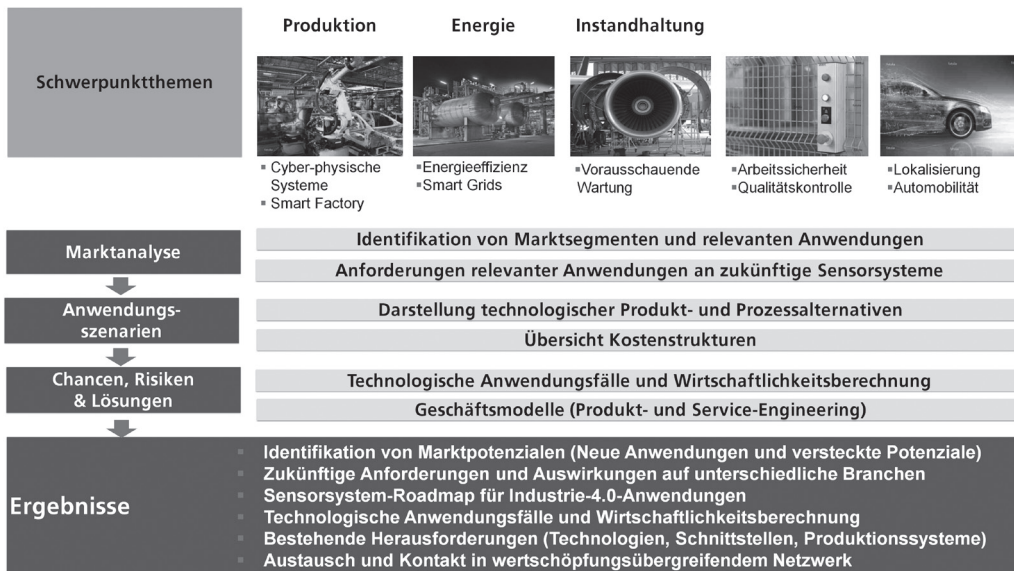 Produktion
Energie
Instandhaltung
Schwerpunktthemen
▪ Cyber-physische
Systeme
▪ Smart Factory
▪Energieeffizienz
▪Smart Grids
▪Vorausschauende
Wartung
▪Arbeitssicherheit
▪Qualitätskontrolle
▪Lokalisierung
▪Automobilität
Marktanalyse
Identifikation von Marktsegmenten und relevanten Anwendungen
Anforderungen relevanter Anwendungen an zukünftige Sensorsysteme
Anwendungs-
szenarien
Darstellung technologischer Produkt- und Prozessalternativen
Übersicht Kostenstrukturen
Chancen, Risiken
& Lösungen
Technologische Anwendungsfälle und Wirtschaftlichkeitsberechnung
Geschäftsmodelle (Produkt- und Service-Engineering)
Ergebnisse
▪ Identifikation von Marktpotenzialen (Neue Anwendungen und versteckte Potenziale)
▪ Zukünftige Anforderungen und Auswirkungen auf unterschiedliche Branchen
▪ Sensorsystem-Roadmap für Industrie-4.0-Anwendungen
▪ Technologische Anwendungsfälle und Wirtschaftlichkeitsberechnung
▪ Bestehende Herausforderungen (Technologien, Schnittstellen, Produktionssysteme)
▪ Austausch und Kontakt in wertschöpfungsübergreifendem Netzwerk